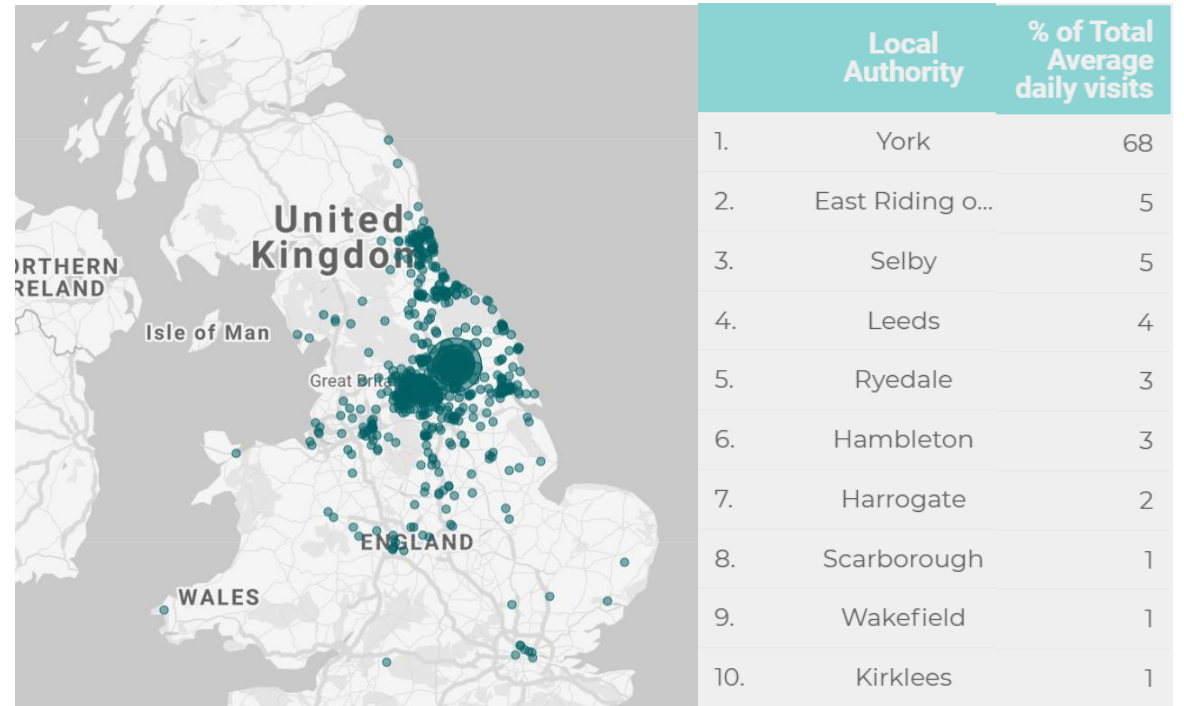 United
Kingdom
ORTHERN
RELAND
Isle of Man
Great Brita
ENGLAND
WALES
Local
Authority
% of Total
Average
daily visits
1. York 68
2. East Riding o... 5
3. Selby 5
4. Leeds 4
5. Ryedale 3
6. Hambleton 3
7. Harrogate 2
8. Scarborough 1
9. Wakefield 1
10. Kirklees 1